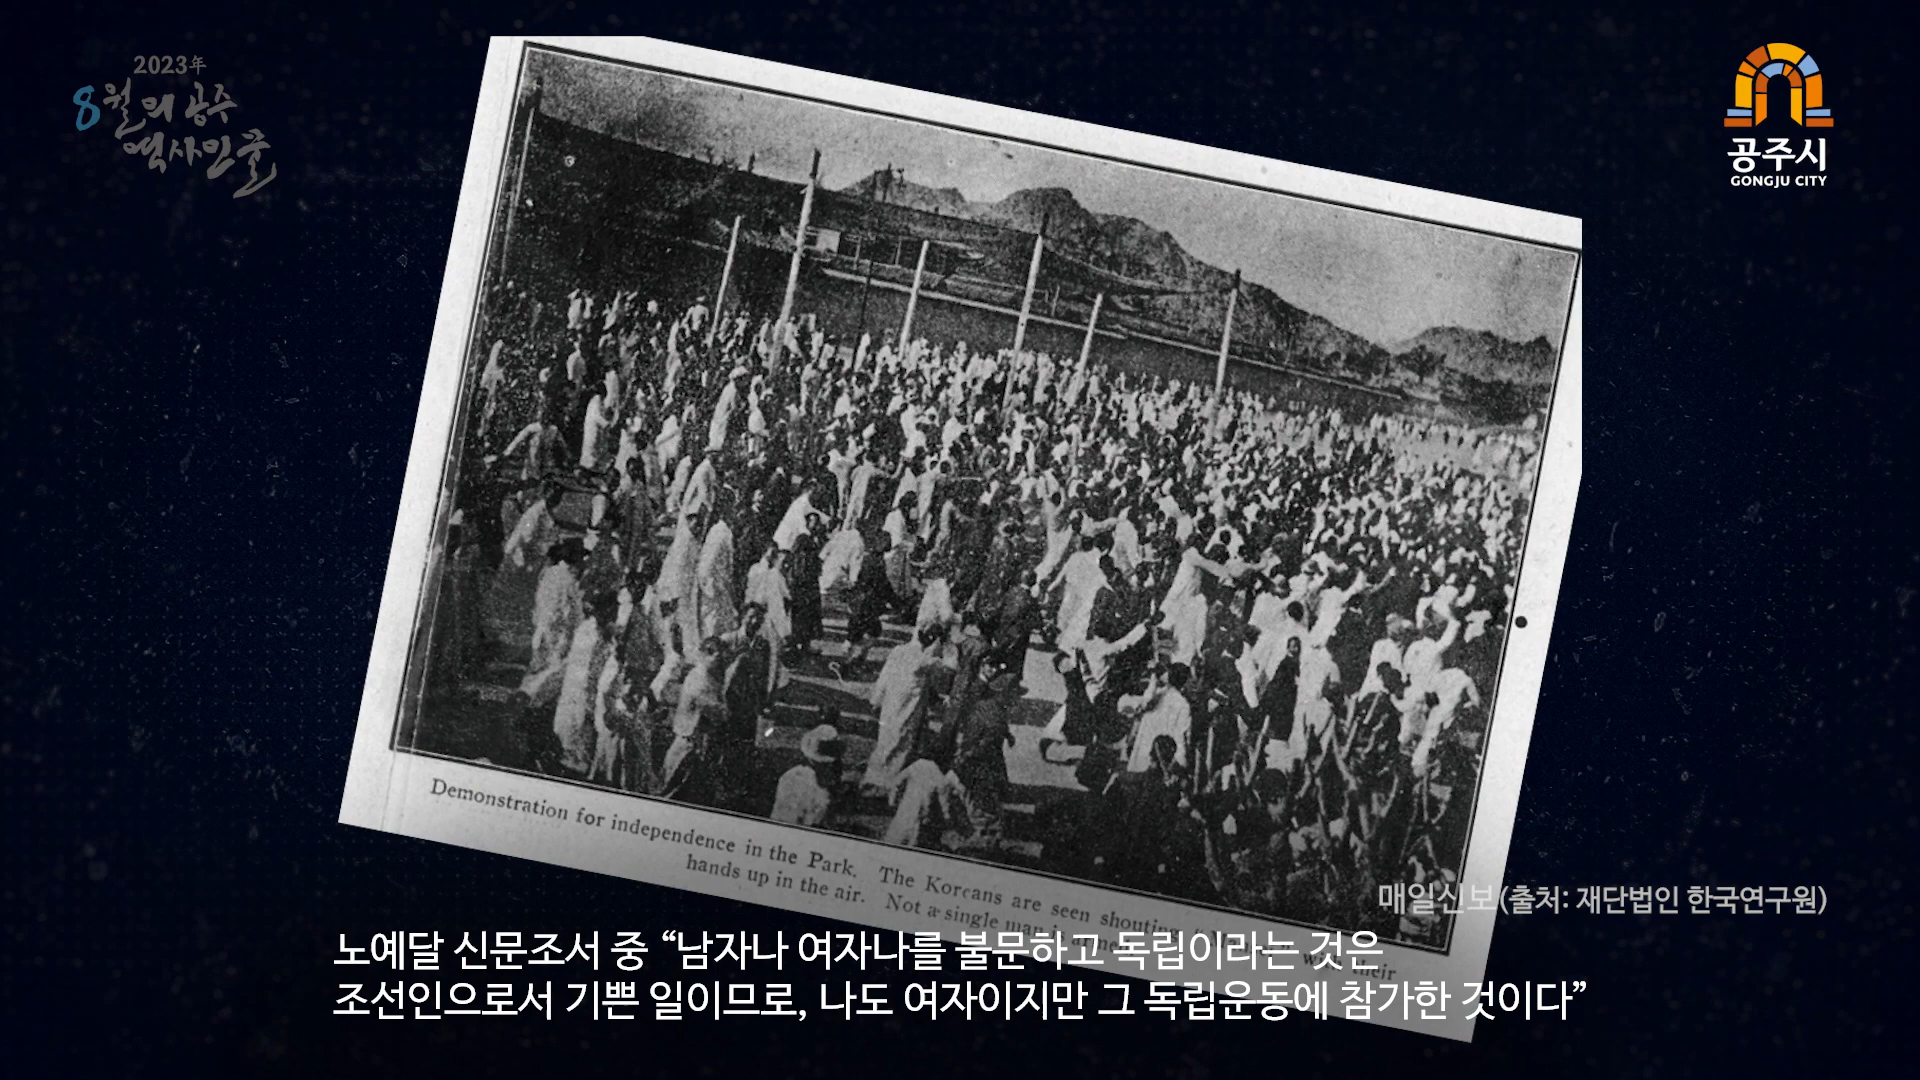 2023年
8월의 공주
역사인물
공주시
GONGJU CITY
Demonstration for independence in the Park. The Koreans are seen shouting with their
hands up in the air. Not a single man is
매일신보(출처: 재단법인 한국연구원)
노예달 신문조서 중 “남자나 여자나를 불문하고 독립이라는 것은
조선인으로서 기쁜 일이므로, 나도 여자이지만 그 독립운동에 참가한 것이다”